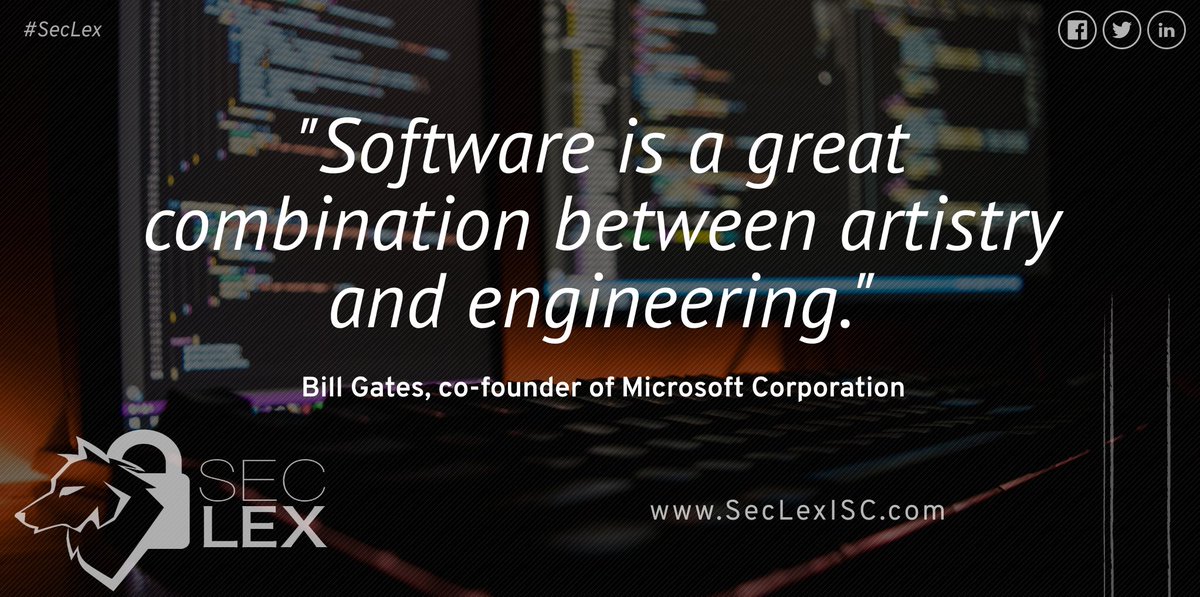 #SecLex
"Software is a great
combination between artistry
and engineering."
Bill Gates, co-founder of Microsoft Corporation
SEC
LEX
www.SecLexISC.com